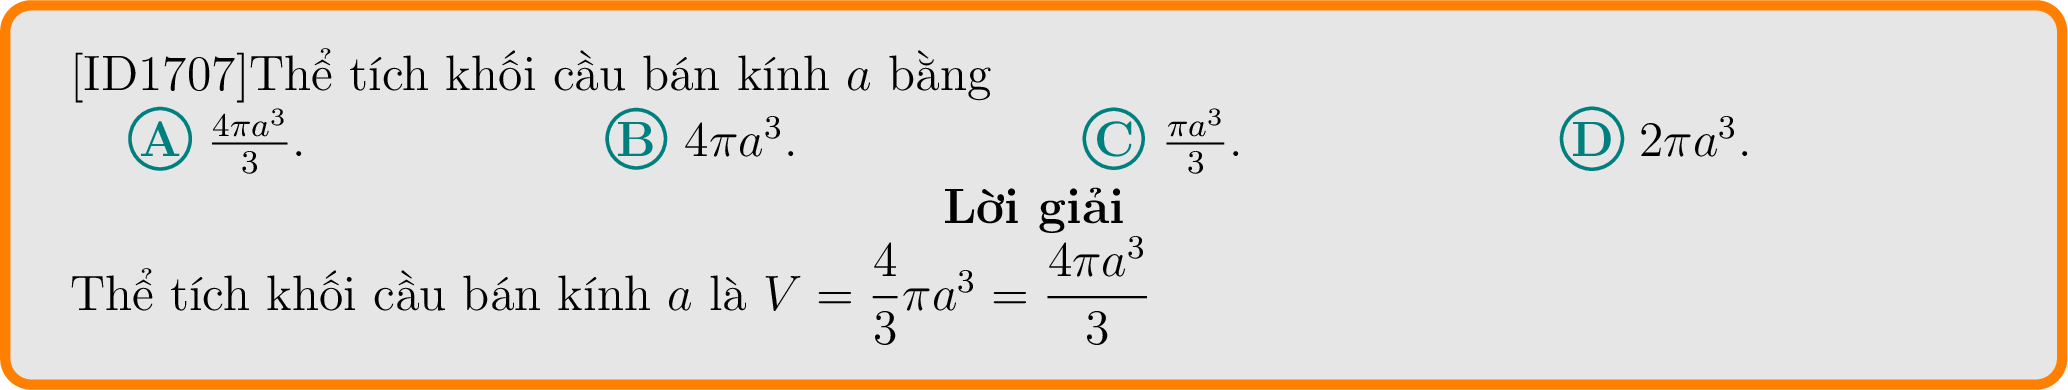 [ID1707]Thể tích khối cầu bán kính $a$ bằng
Ⓐ $\frac{4\pi a^3}{3}$. Ⓑ $4\pi a^3$. Ⓒ $\frac{\pi a^3}{3}$. Ⓓ $2\pi a^3$.
Lời giải
Thể tích khối cầu bán kính $a$ là $V = \dfrac{4}{3}\pi a^3 = \dfrac{4\pi a^3}{3}$